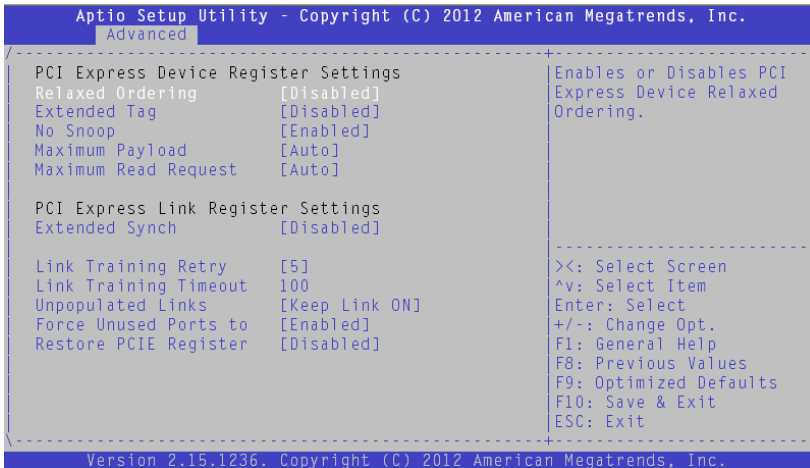 Aptio Setup Utility - Copyright (C) 2012 American Megatrends, Inc.
Advanced
PCI Express Device Register Settings
Relaxed Ordering [Disabled]
Extended Tag [Disabled]
No Snoop [Enabled]
Maximum Payload [Auto]
Maximum Read Request [Auto]
PCI Express Link Register Settings
Extended Synch [Disabled]
Link Training Retry [5]
Link Training Timeout 100
Unpopulated Links [Keep Link ON]
Force Unused Ports to [Enabled]
Restore PCIE Register [Disabled]
Enables or Disables PCI
Express Device Relaxed
Ordering.
><: Select Screen
^v: Select Item
Enter: Select
+/-: Change Opt.
F1: General Help
F8: Previous Values
F9: Optimized Defaults
F10: Save & Exit
ESC: Exit
Version 2.15.1236. Copyright (C) 2012 American Megatrends, Inc.